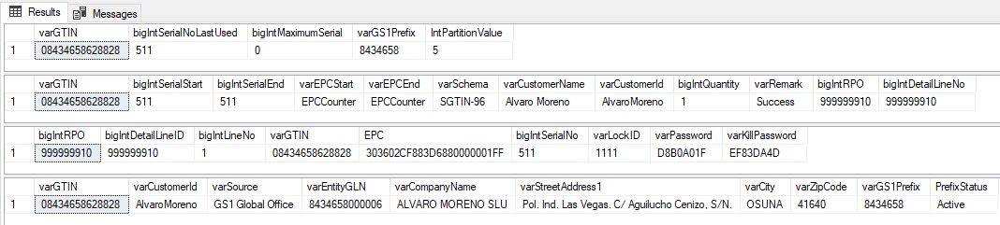 Results Messages
varGTIN bigIntSerialNoLastUsed bigIntMaximumSerial varGS1Prefix IntPartitionValue
1 08434658628828 511 0 8434658 5
varGTIN bigIntSerialStart bigIntSerialEnd varEPCStart varEPCEnd varSchema varCustomerName varCustomerId bigIntQuantity varRemark bigIntRPO bigIntDetailLineNo
1 08434658628828 511 511 EPCCounter EPCCounter SGTIN-96 Alvaro Moreno AlvaroMoreno 1 Success 999999910 999999910
bigIntRPO bigIntDetailLineID bigIntLineNo varGTIN EPC bigIntSerialNo varLockID varPassword varKillPassword
1 999999910 999999910 1 08434658628828 303602CF883D6880000001FF 511 1111 D8B0A01F EF83DA4D
varGTIN varCustomerId varSource varEntityGLN varCompanyName varStreetAddress1 varCity varZipCode varGS1Prefix PrefixStatus
1 08434658628828 AlvaroMoreno GS1 Global Office 8434658000006 ALVARO MORENO SLU Pol. Ind. Las Vegas. C/ Aguilucho Cenizo, S/N. OSUNA 41640 8434658 Active